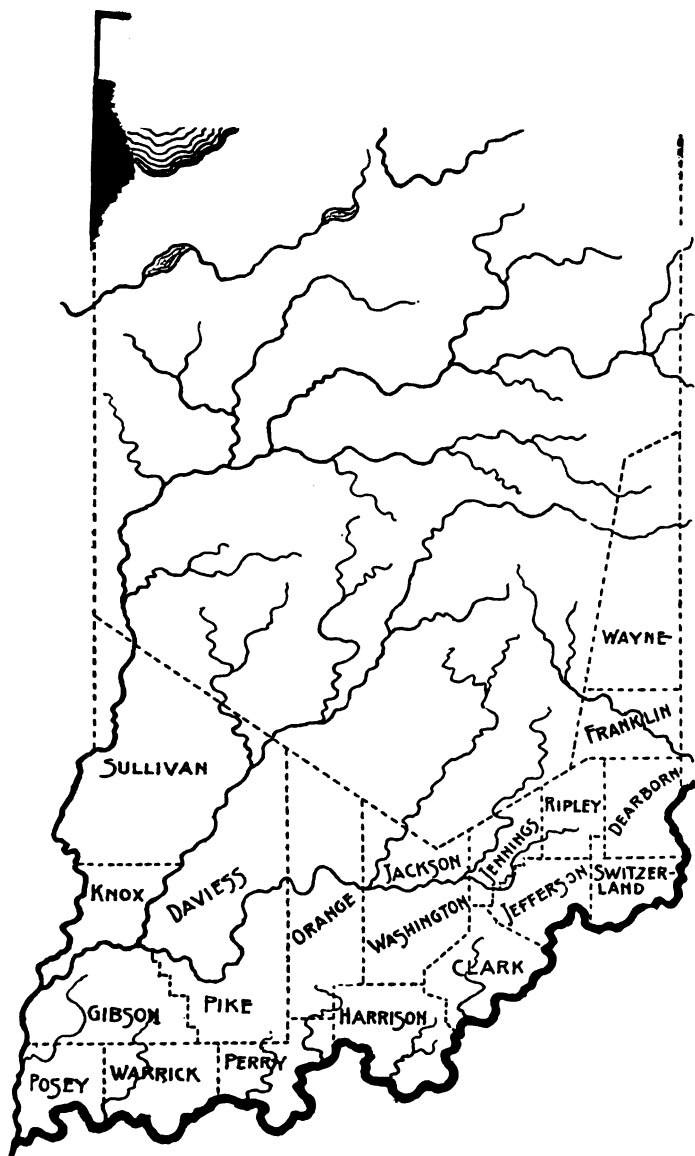 WAYNE
FRANKLIN
SULLIVAN
RIPLEY
DEARBORN
JENNINGS
JACKSON
KNOX
DAVIESS
ORANGE
WASHINGTON
JEFFERSON
SWITZER-
LAND
CLARK
GIBSON
PIKE
HARRISON
POSEY
WARRICK
PERRY